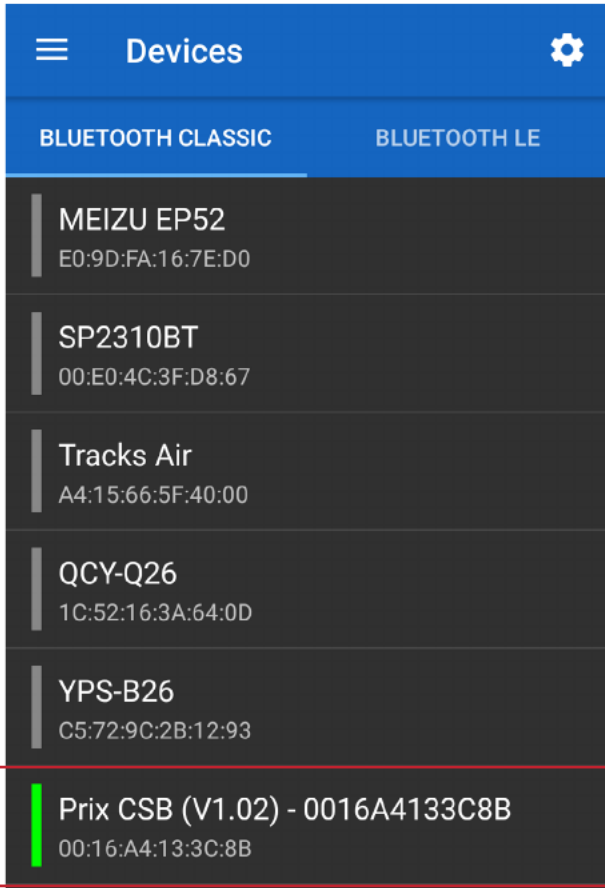 Devices
BLUETOOTH CLASSIC
BLUETOOTH LE
MEIZU EP52
E0:9D:FA:16:7E:D0
SP2310BT
00:E0:4C:3F:D8:67
Tracks Air
A4:15:66:5F:40:00
QCY-Q26
1C:52:16:3A:64:0D
YPS-B26
C5:72:9C:2B:12:93
Prix CSB (V1.02) - 0016A4133C8B
00:16:A4:13:3C:8B